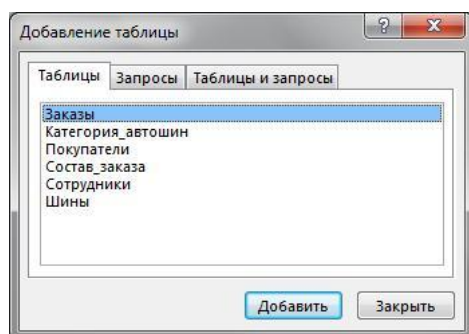 Добавление таблицы
Таблицы Запросы Таблицы и запросы
Заказы
Категория_автошин
Покупатели
Состав_заказа
Сотрудники
Шины
Добавить Закрыть